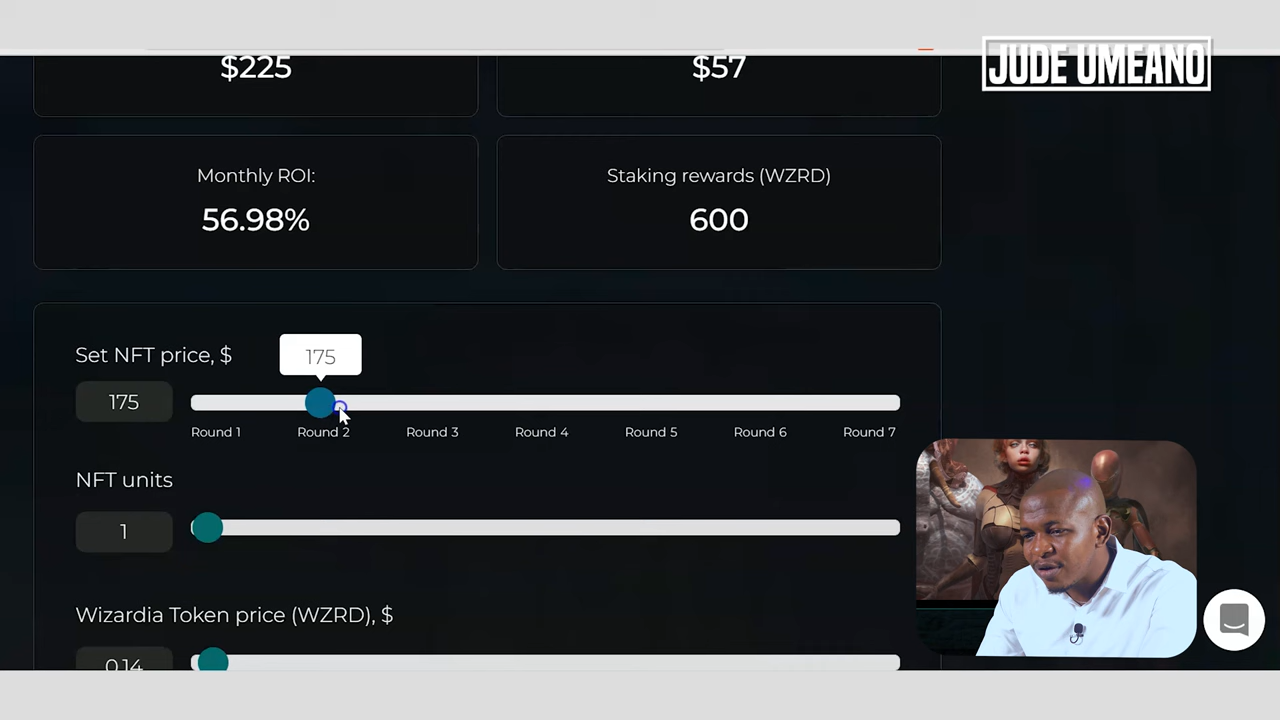 JUDE UMEANO
$225
$57
Monthly ROI:
56.98%
Staking rewards (WZRD)
600
Set NFT price, $
175
175
Round 1
Round 2
Round 3
Round 4
Round 5
Round 6
Round 7
NFT units
1
Wizardia Token price (WZRD), $
0.14